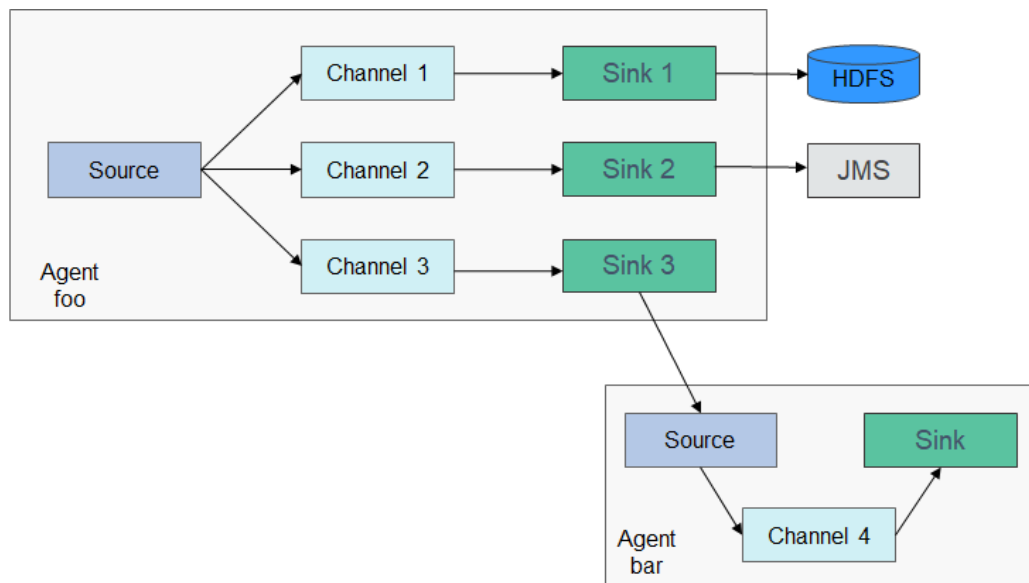 Channel 1
Sink 1
HDFS
Source
Channel 2
Sink 2
JMS
Channel 3
Sink 3
Agent
foo
Source
Sink
Channel 4
Agent
bar